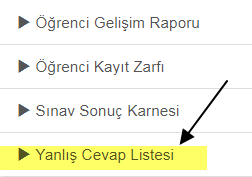 Öğrenci Gelişim Raporu
Öğrenci Kayıt Zarfı
Sınav Sonuç Karnesi
Yanlış Cevap Listesi